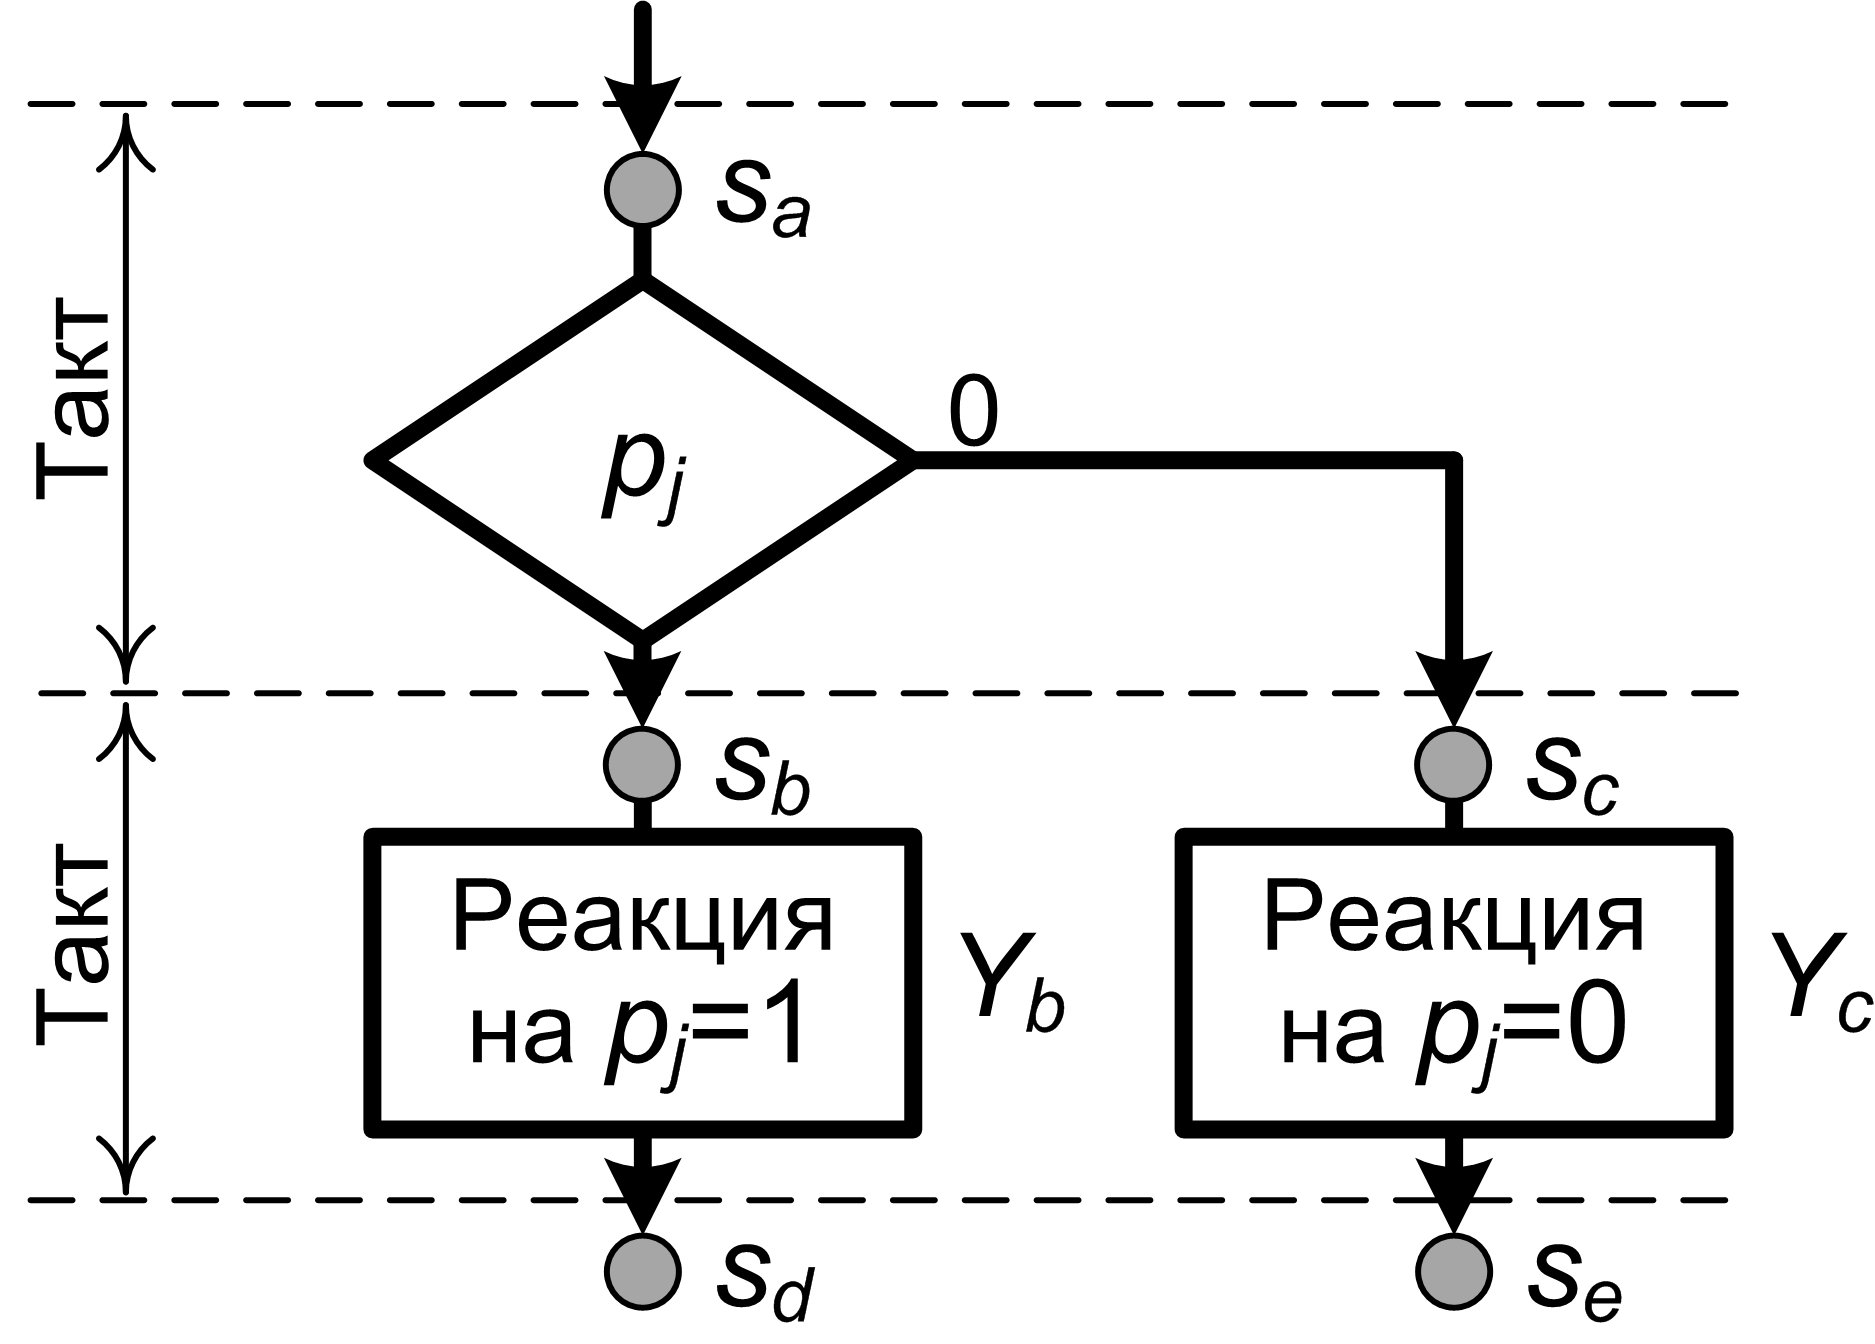 s_a
Такт
0
p_j
s_b
s_c
Такт
Реакция
на p_j=1
Y_b
Реакция
на p_j=0
Y_c
s_d
s_e